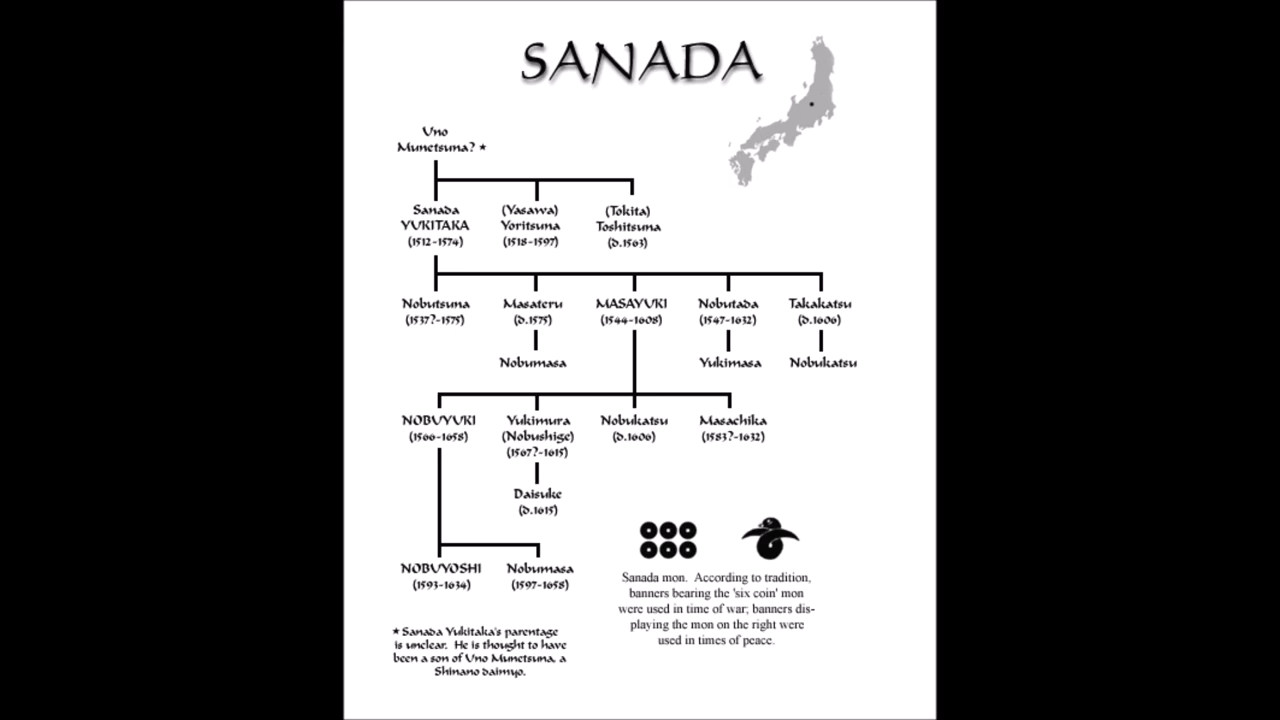 SANADA
Uno
Munetsuna? ★
Sanada
YUKITAKA
(1512-1574)
(Yasawa)
Yoritsuna
(1518-1597)
(Tokita)
Toshitsuna
(d.1563)
Nobutsuna
(1537?-1575)
Masateru
(d.1575)
MASAYUKI
(1544-1608)
Nobutada
(1547-1632)
Takakatsu
(d.1606)
Nobumasa
Yukimasa
Nobukatsu
NOBUYUKI
(1566-1658)
Yukimura
(Nobushige)
(1567?-1615)
Nobukatsu
(d.1606)
Masachika
(1583?-1632)
Daisuke
(d.1615)
NOBUYOSHI
(1593-1634)
Nobumasa
(1597-1658)
Sanada mon. According to tradition,
banners bearing the 'six coin' mon
were used in time of war; banners dis-
playing the mon on the right were
used in times of peace.
★ Sanada Yukitaka's parentage
is unclear. He is thought to have
been a son of Uno Munetsuna, a
Shinano daimyo.